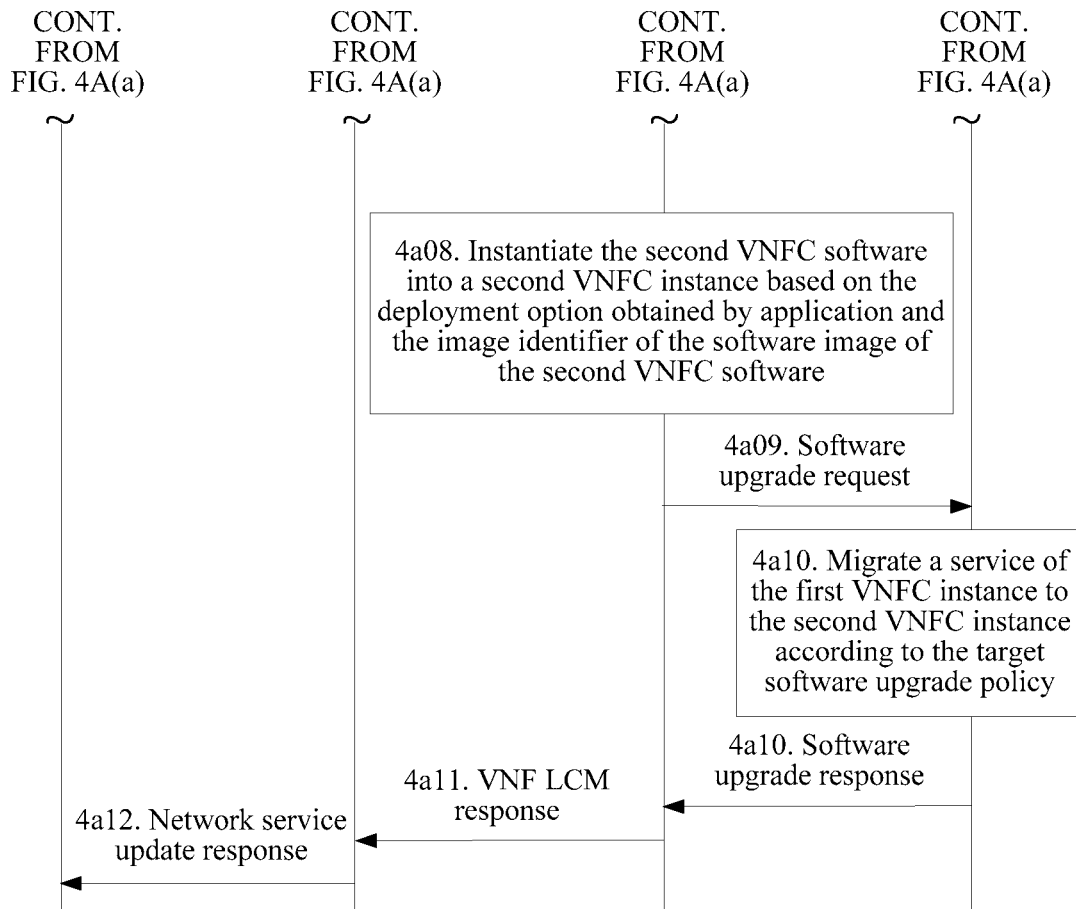 CONT.
FROM
FIG. 4A(a)
CONT.
FROM
FIG. 4A(a)
CONT.
FROM
FIG. 4A(a)
CONT.
FROM
FIG. 4A(a)
4a08. Instantiate the second VNFC software
into a second VNFC instance based on the
deployment option obtained by application and
the image identifier of the software image of
the second VNFC software
4a09. Software
upgrade request
4a10. Migrate a service of
the first VNFC instance to
the second VNFC instance
according to the target
software upgrade policy
4a10. Software
upgrade response
4a11. VNF LCM
response
4a12. Network service
update response